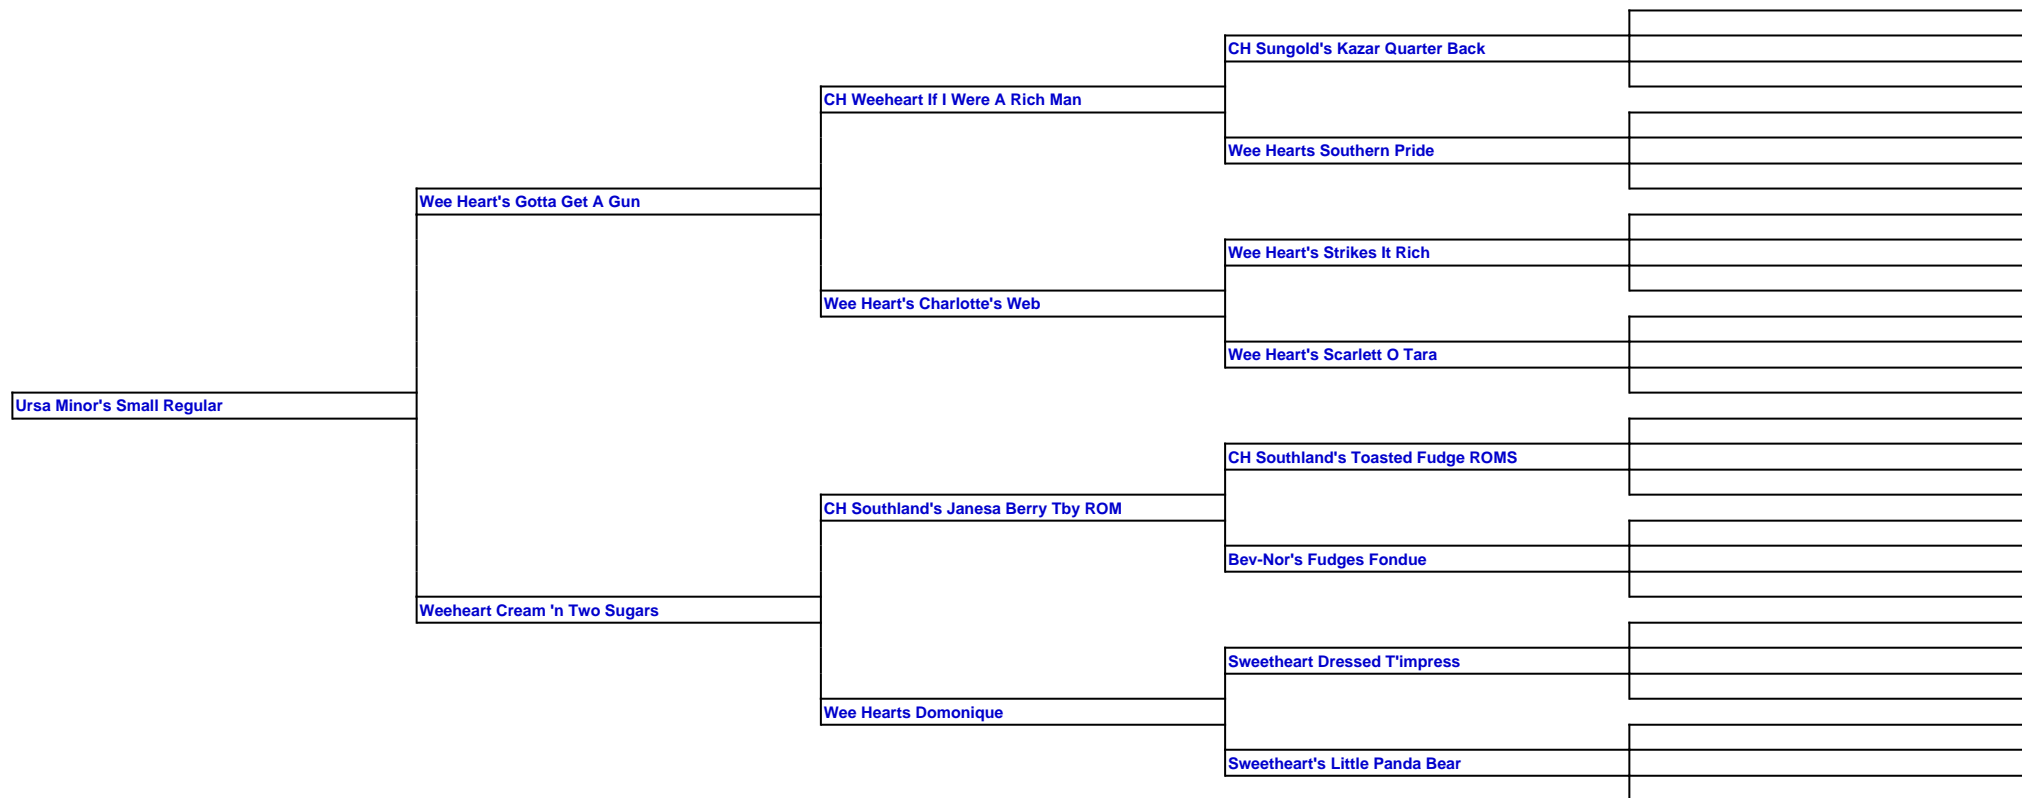 CH Sungold's Kazar Quarter Back
CH Weeheart If I Were A Rich Man
Wee Hearts Southern Pride
Wee Heart's Gotta Get A Gun
Wee Heart's Strikes It Rich
Wee Heart's Charlotte's Web
Wee Heart's Scarlett O Tara
Ursa Minor's Small Regular
CH Southland's Toasted Fudge ROMS
CH Southland's Janesa Berry Tby ROM
Bev-Nor's Fudges Fondue
Weeheart Cream 'n Two Sugars
Sweetheart Dressed T'impress
Wee Hearts Domonique
Sweetheart's Little Panda Bear